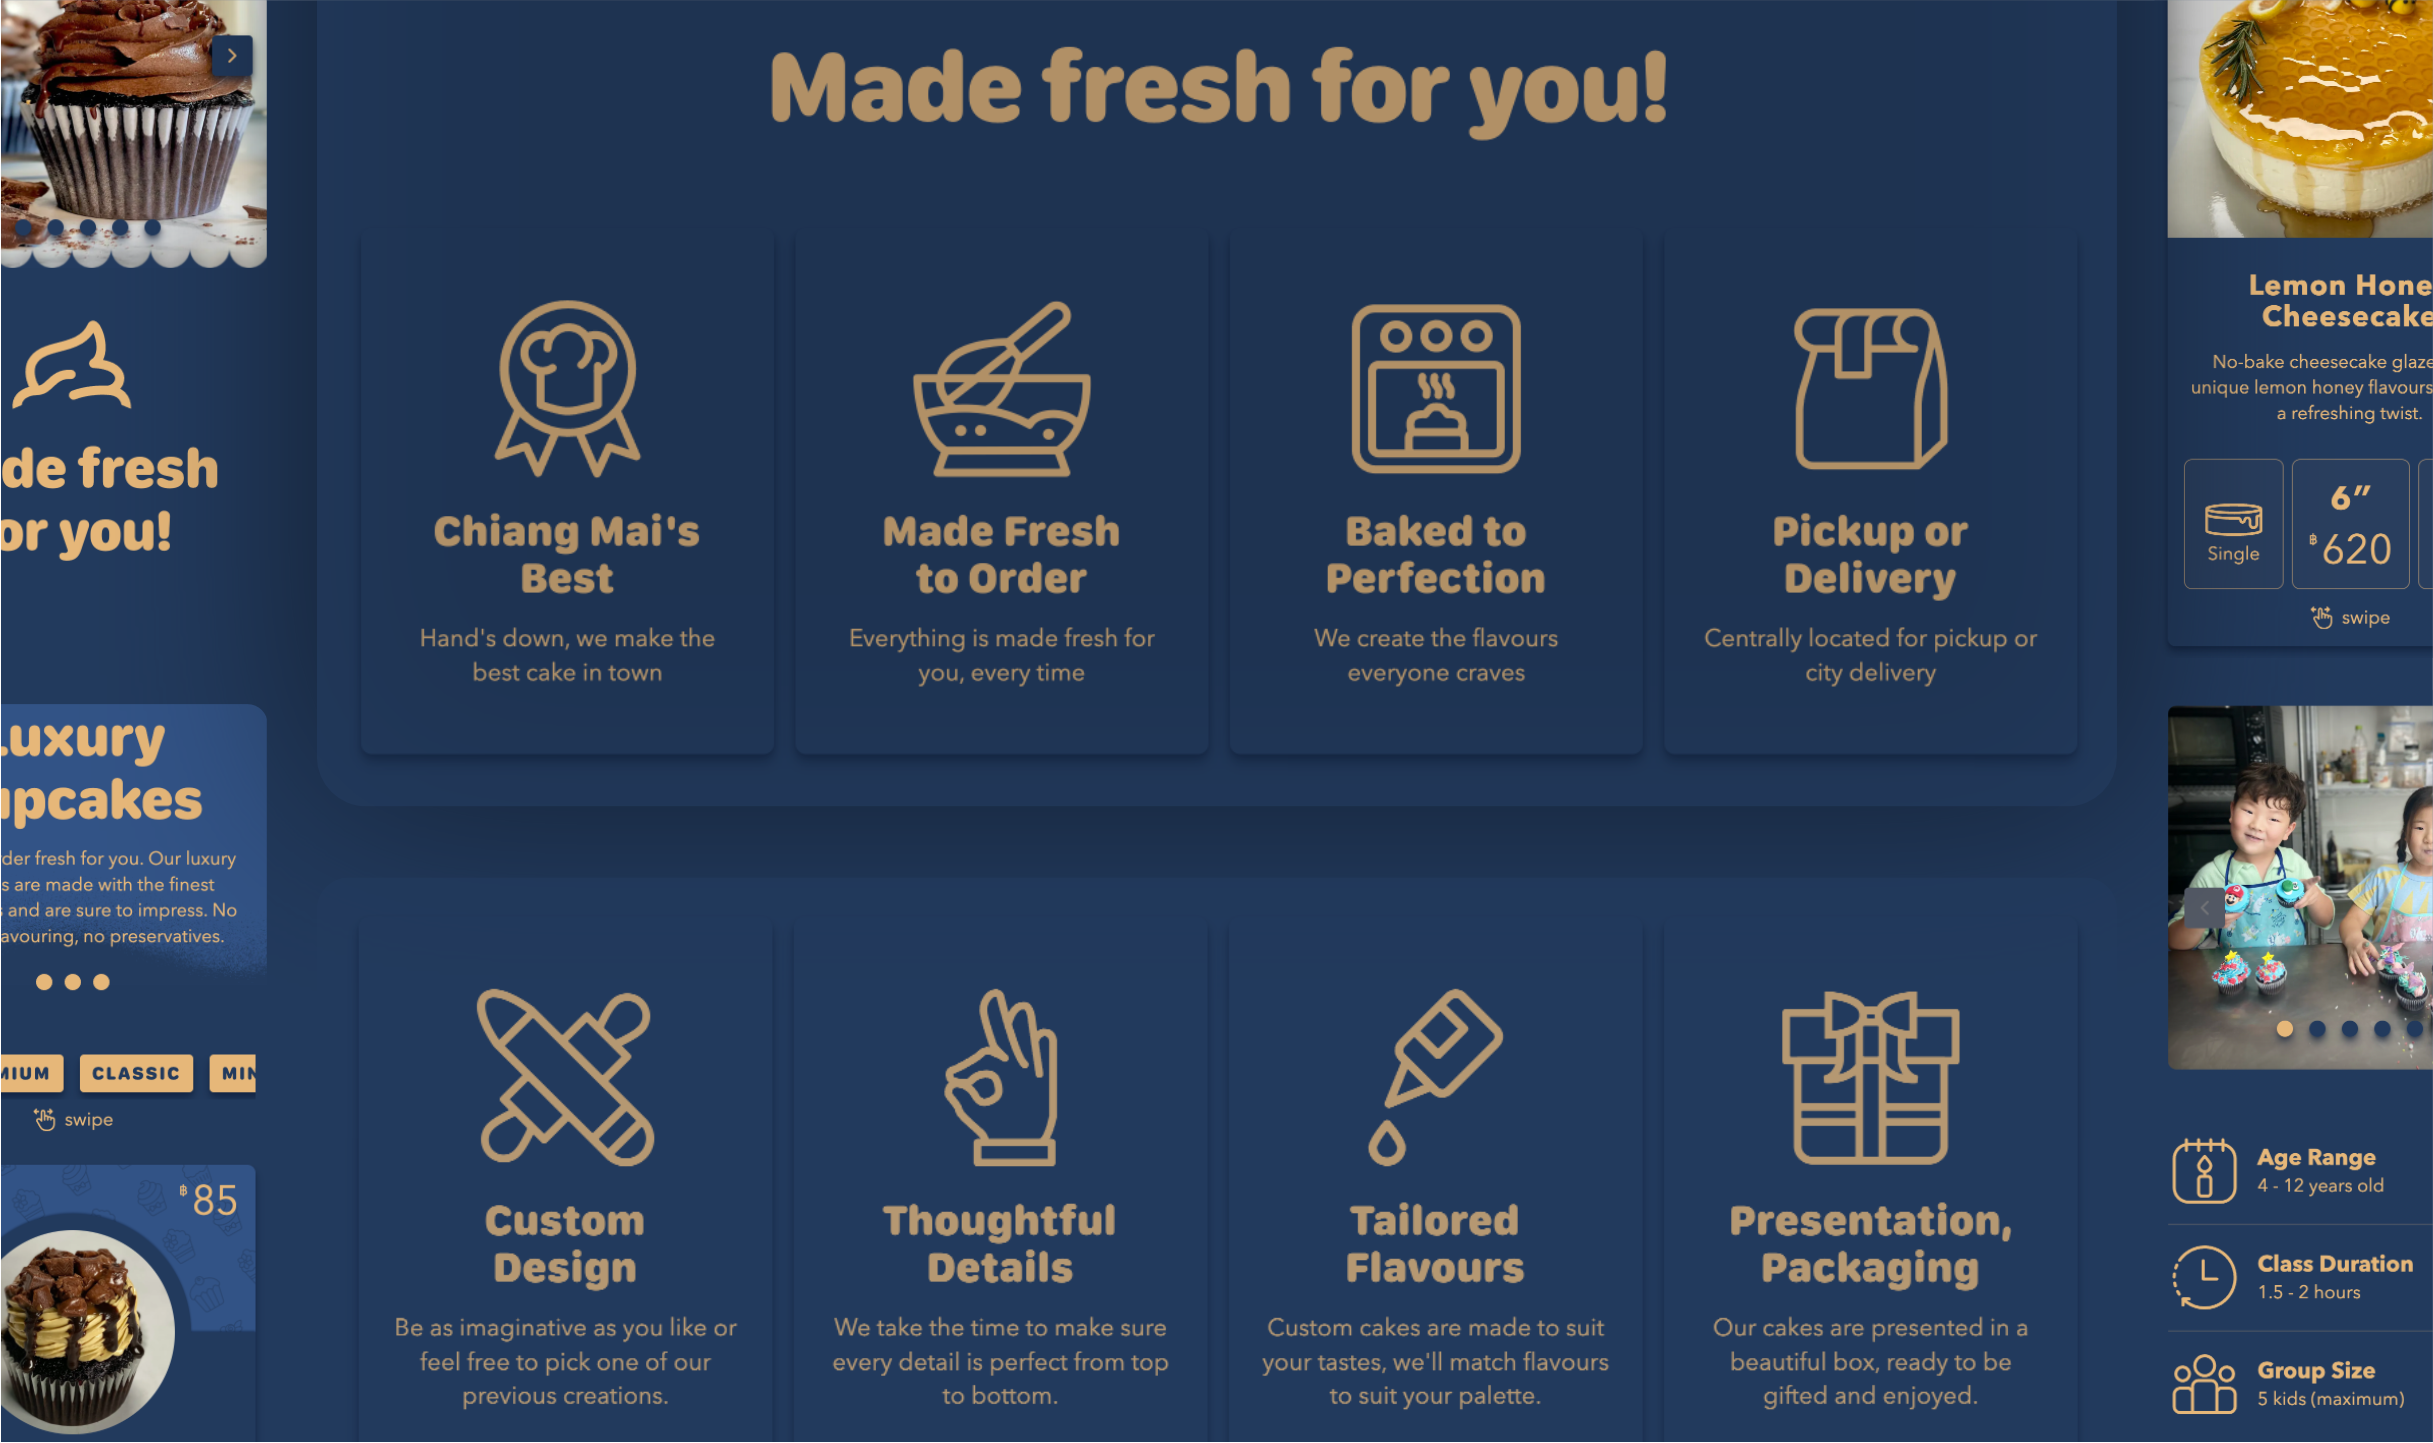 Made fresh for you!
Chiang Mai's
Best
Hand's down, we make the
best cake in town
Made Fresh
to Order
Everything is made fresh for
you, every time
Baked to
Perfection
We create the flavours
everyone craves
Pickup or
Delivery
Centrally located for pickup or
city delivery
Custom
Design
Be as imaginative as you like or
feel free to pick one of our
previous creations.
Thoughtful
Details
We take the time to make sure
every detail is perfect from top
to bottom.
Tailored
Flavours
Custom cakes are made to suit
your tastes, we'll match flavours
to suit your palette.
Presentation,
Packaging
Our cakes are presented in a
beautiful box, ready to be
gifted and enjoyed.
de fresh
or you!
uxury
pcakes
der fresh for you. Our luxury
s are made with the finest
s and are sure to impress. No
avouring, no preservatives.
MIUM
CLASSIC
MIN
swipe
฿85
Lemon Hone
Cheesecake
No-bake cheesecake glaze
unique lemon honey flavours
a refreshing twist.
Single
6”
฿620
swipe
Age Range
4 - 12 years old
Class Duration
1.5 - 2 hours
Group Size
5 kids (maximum)